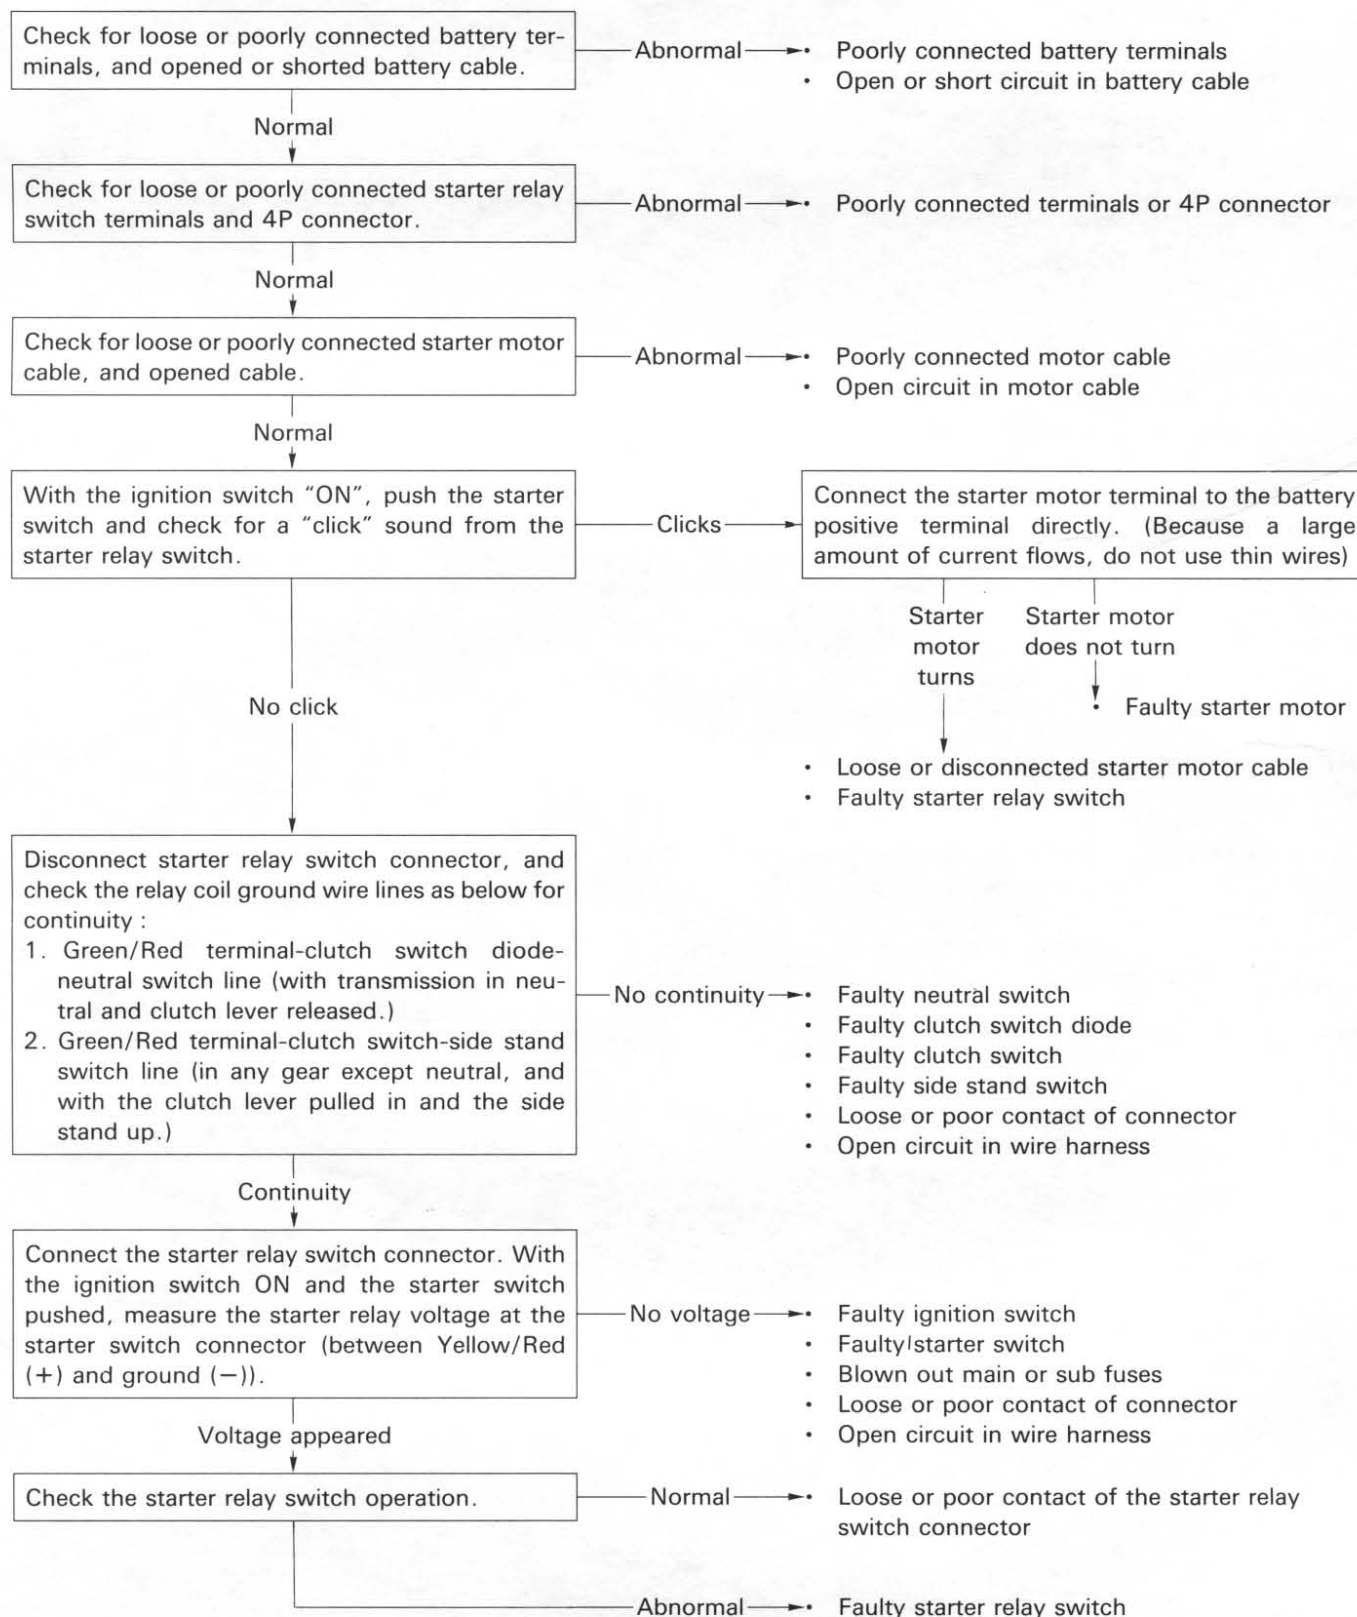 Check for loose or poorly connected battery ter-
minals, and opened or shorted battery cable.
Abnormal
• Poorly connected battery terminals
• Open or short circuit in battery cable
Normal
Check for loose or poorly connected starter relay
switch terminals and 4P connector.
Abnormal
• Poorly connected terminals or 4P connector
Normal
Check for loose or poorly connected starter motor
cable, and opened cable.
Abnormal
• Poorly connected motor cable
• Open circuit in motor cable
Normal
With the ignition switch “ON”, push the starter
switch and check for a “click” sound from the
starter relay switch.
Clicks
Connect the starter motor terminal to the battery
positive terminal directly. (Because a large
amount of current flows, do not use thin wires)
Starter
motor
turns
Starter motor
does not turn
• Faulty starter motor
• Loose or disconnected starter motor cable
• Faulty starter relay switch
No click
Disconnect starter relay switch connector, and
check the relay coil ground wire lines as below for
continuity :
1. Green/Red terminal-clutch switch diode-
neutral switch line (with transmission in neu-
tral and clutch lever released.)
2. Green/Red terminal-clutch switch-side stand
switch line (in any gear except neutral, and
with the clutch lever pulled in and the side
stand up.)
No continuity
• Faulty neutral switch
• Faulty clutch switch diode
• Faulty clutch switch
• Faulty side stand switch
• Loose or poor contact of connector
• Open circuit in wire harness
Continuity
Connect the starter relay switch connector. With
the ignition switch ON and the starter switch
pushed, measure the starter relay voltage at the
starter switch connector (between Yellow/Red
(+) and ground (−)).
No voltage
• Faulty ignition switch
• Faulty starter switch
• Blown out main or sub fuses
• Loose or poor contact of connector
• Open circuit in wire harness
Voltage appeared
Check the starter relay switch operation.
Normal
• Loose or poor contact of the starter relay
switch connector
Abnormal
• Faulty starter relay switch